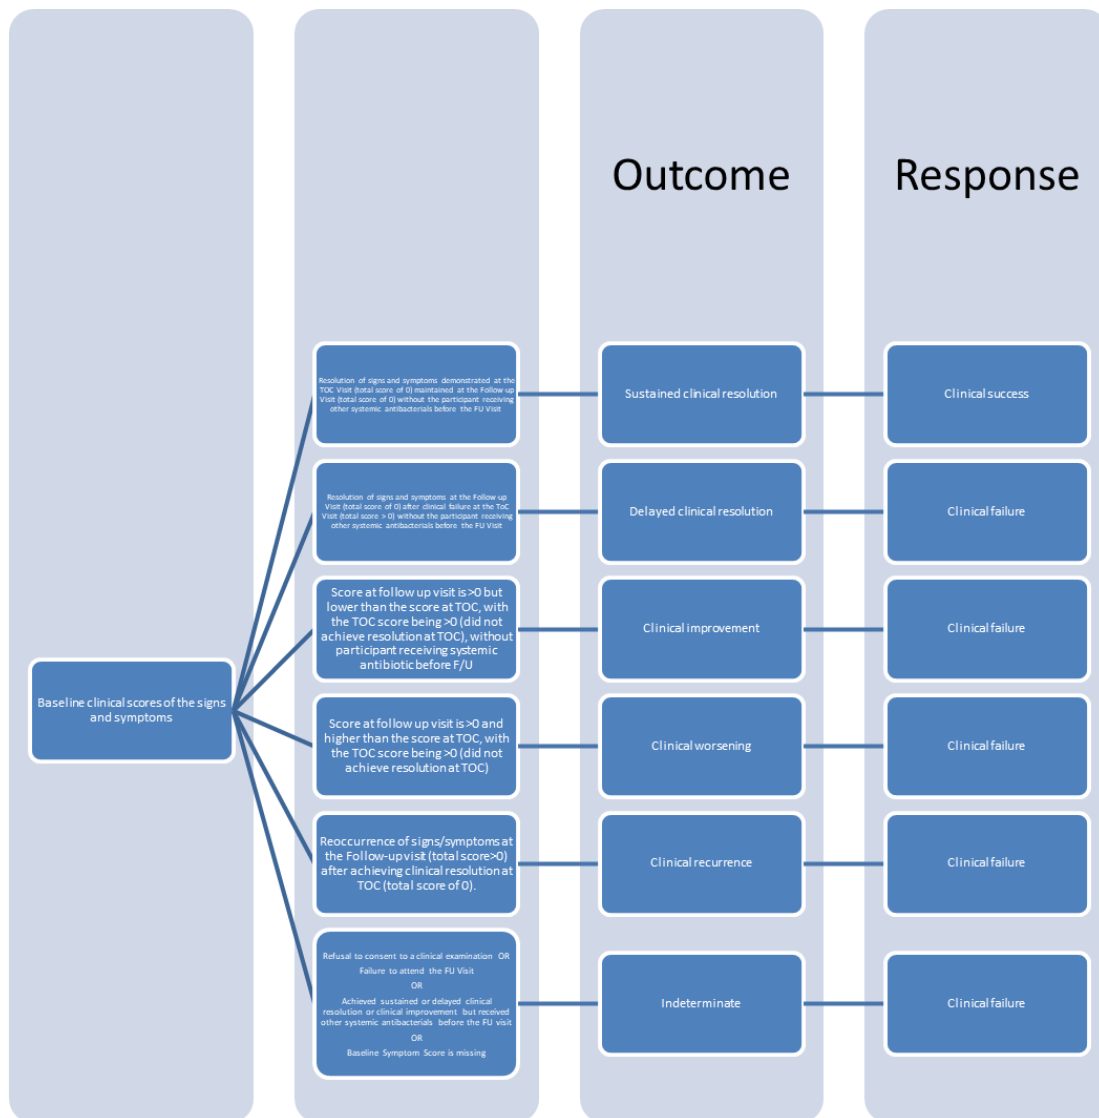 Outcome
Response
Baseline clinical scores of the signs
and symptoms
Resolution of signs and symptoms demonstrated at the
TOC Visit (total score of 0) maintained at the Follow up
Visit (total score of 0) without the participant receiving
other systemic antibacterials before the FU Visit
Sustained clinical resolution
Clinical success
Resolution of signs and symptoms at the Follow up
Visit (total score of 0) after clinical failure at the ToC
Visit (total score > 0) without the participant receiving
other systemic antibacterials before the FU Visit
Delayed clinical resolution
Clinical failure
Score at follow up visit is >0 but
lower than the score at TOC, with
the TOC score being >0 (did not
achieve resolution at TOC), without
participant receiving systemic
antibiotic before F/U
Clinical improvement
Clinical failure
Score at follow up visit is >0 and
higher than the score at TOC, with
the TOC score being >0 (did not
achieve resolution at TOC)
Clinical worsening
Clinical failure
Reoccurrence of signs/symptoms at
the Follow-up visit (total score>0)
after achieving clinical resolution at
TOC (total score of 0).
Clinical recurrence
Clinical failure
Refusal to consent to a clinical examination OR
Failure to attend the FU Visit
OR
Achieved sustained or delayed clinical
resolution or clinical improvement but received
other systemic antibacterials before the FU visit
OR
Baseline Symptom Score is missing
Indeterminate
Clinical failure